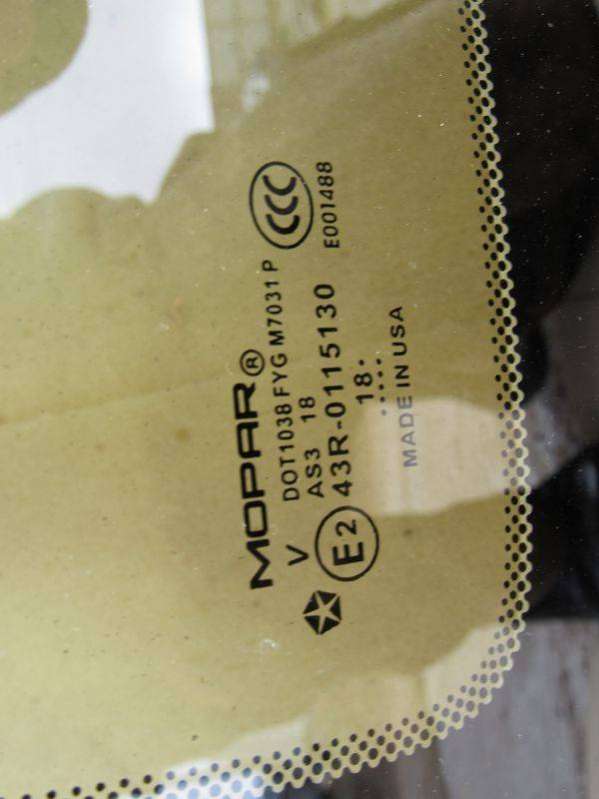 MOPAR®
V DOT1038 FYG M7031 P
AS3 18
E2 43R-0115130
CCC
E001488
18
MADE IN USA